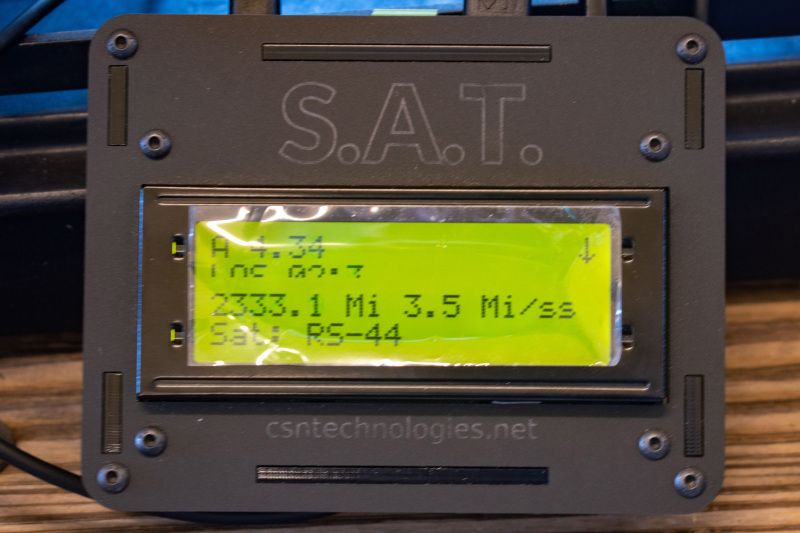 S.A.T.
A 4.34 ↓
2333.1 Mi 3.5 Mi/ss
Sat: RS-44
csntechnologies.net